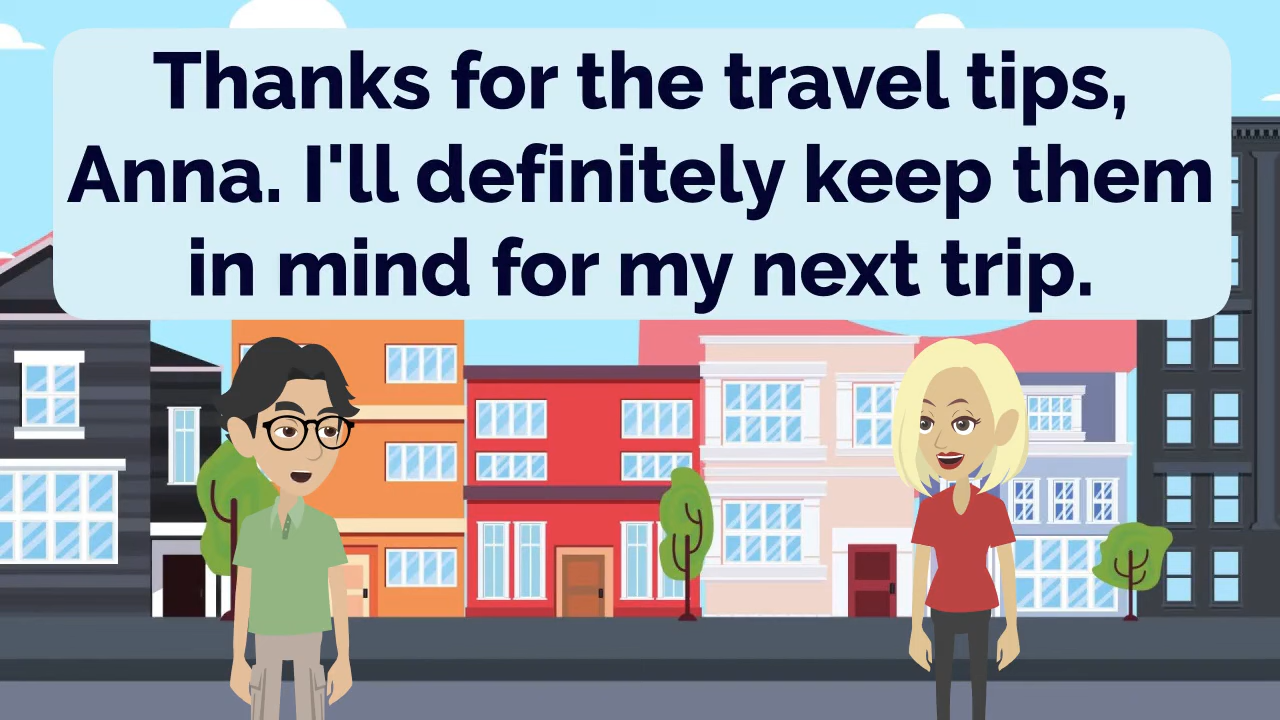 Thanks for the travel tips,
Anna. I'll definitely keep them
in mind for my next trip.